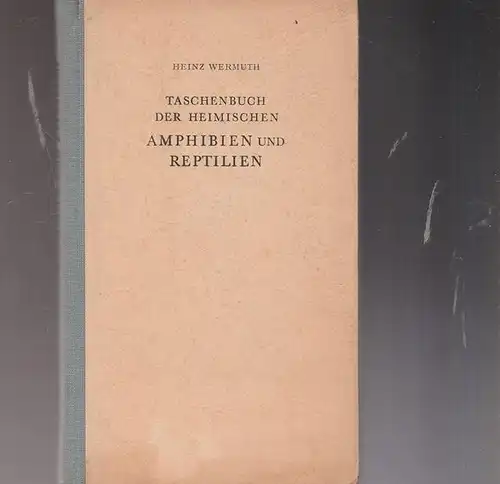 HEINZ WERMUTH
TASCHENBUCH
DER HEIMISCHEN
AMPHIBIEN UND
REPTILIEN